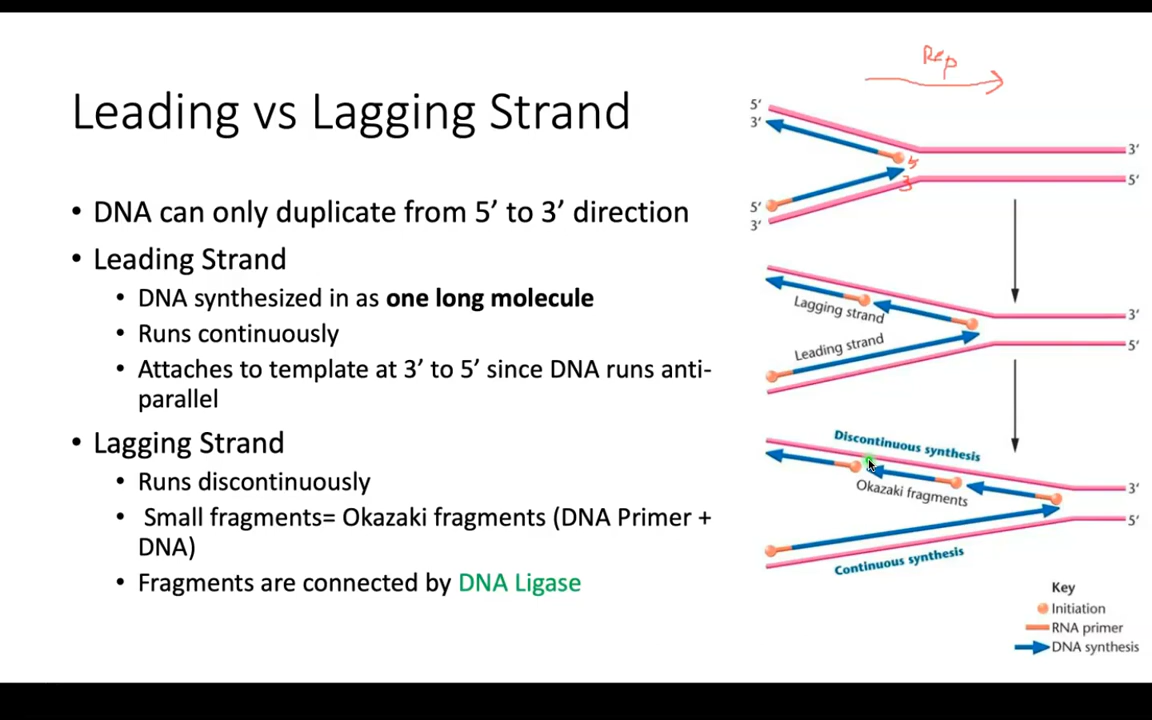 Leading vs Lagging Strand
• DNA can only duplicate from 5’ to 3’ direction
• Leading Strand
• DNA synthesized in as one long molecule
• Runs continuously
• Attaches to template at 3’ to 5’ since DNA runs anti-
parallel
• Lagging Strand
• Runs discontinuously
• Small fragments= Okazaki fragments (DNA Primer +
DNA)
• Fragments are connected by DNA Ligase
Rep
5′
3′
3′
5
5′
3
5′
3′
Lagging strand
3′
Leading strand
5′
Discontinuous synthesis
Okazaki fragments
3′
5′
Continuous synthesis
Key
Initiation
RNA primer
DNA synthesis